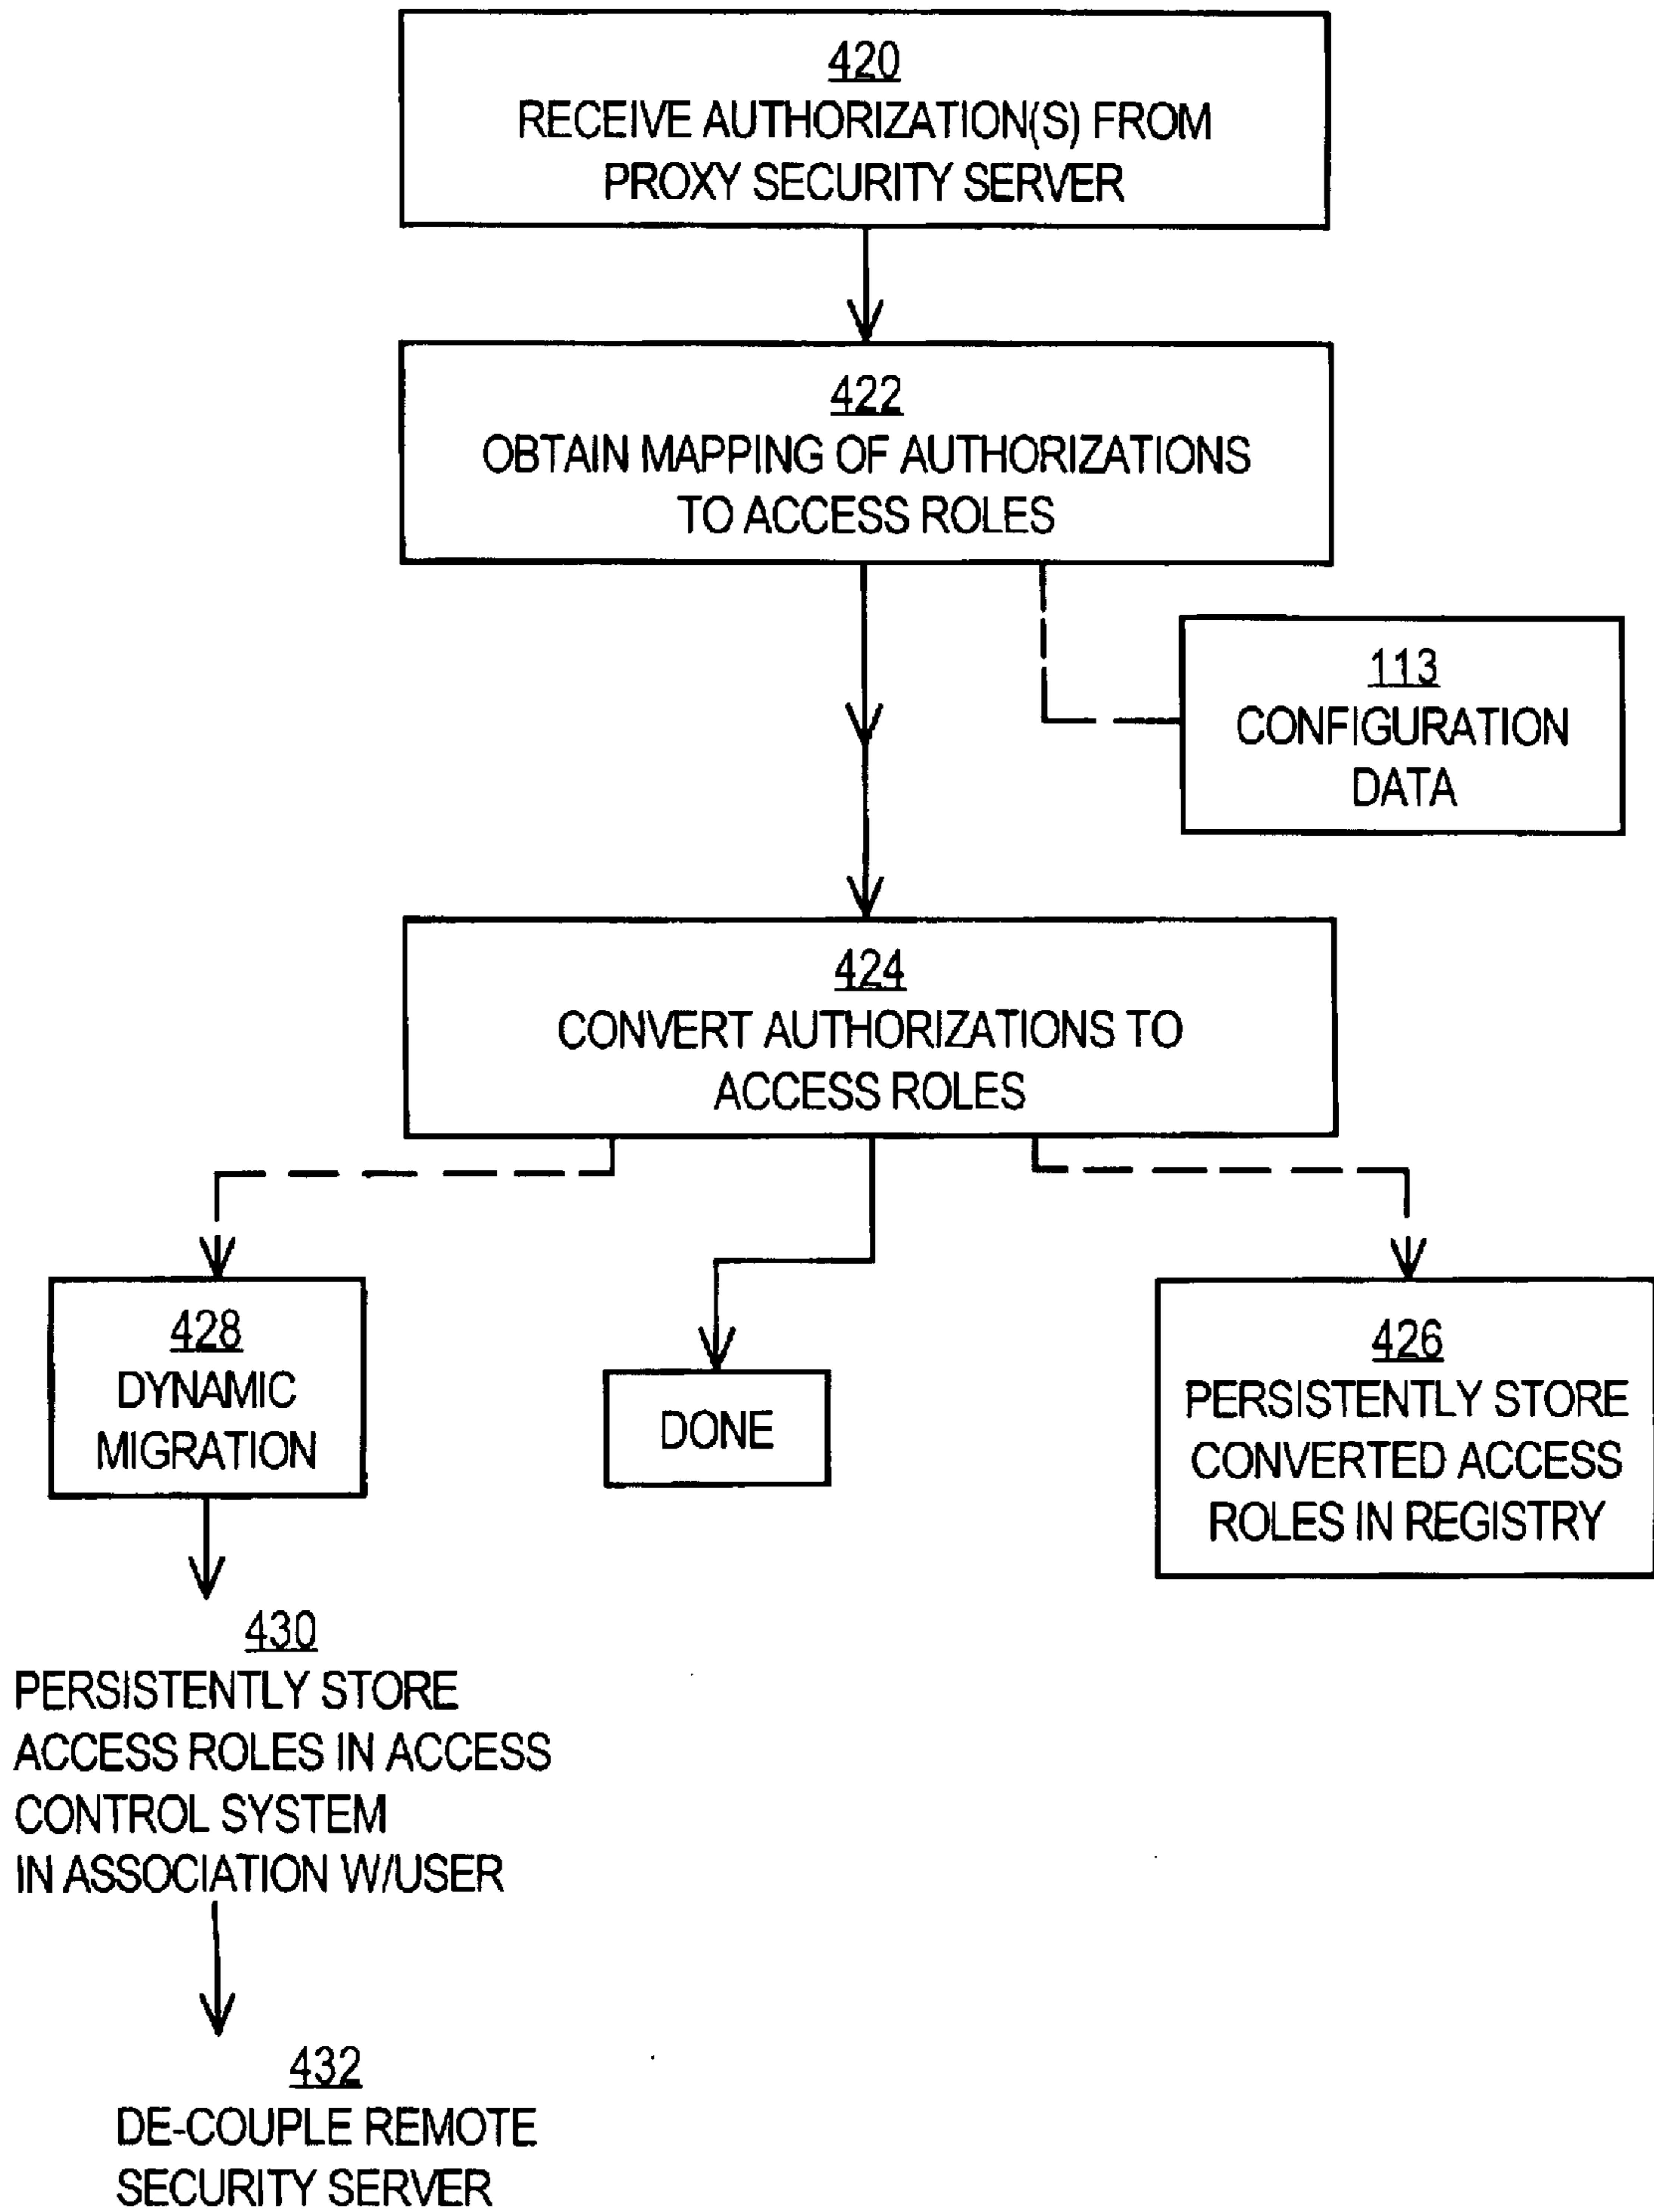 420
RECEIVE AUTHORIZATION(S) FROM
PROXY SECURITY SERVER
422
OBTAIN MAPPING OF AUTHORIZATIONS
TO ACCESS ROLES
113
CONFIGURATION
DATA
424
CONVERT AUTHORIZATIONS TO
ACCESS ROLES
428
DYNAMIC
MIGRATION
DONE
426
PERSISTENTLY STORE
CONVERTED ACCESS
ROLES IN REGISTRY
430
PERSISTENTLY STORE
ACCESS ROLES IN ACCESS
CONTROL SYSTEM
IN ASSOCIATION W/USER
432
DE-COUPLE REMOTE
SECURITY SERVER